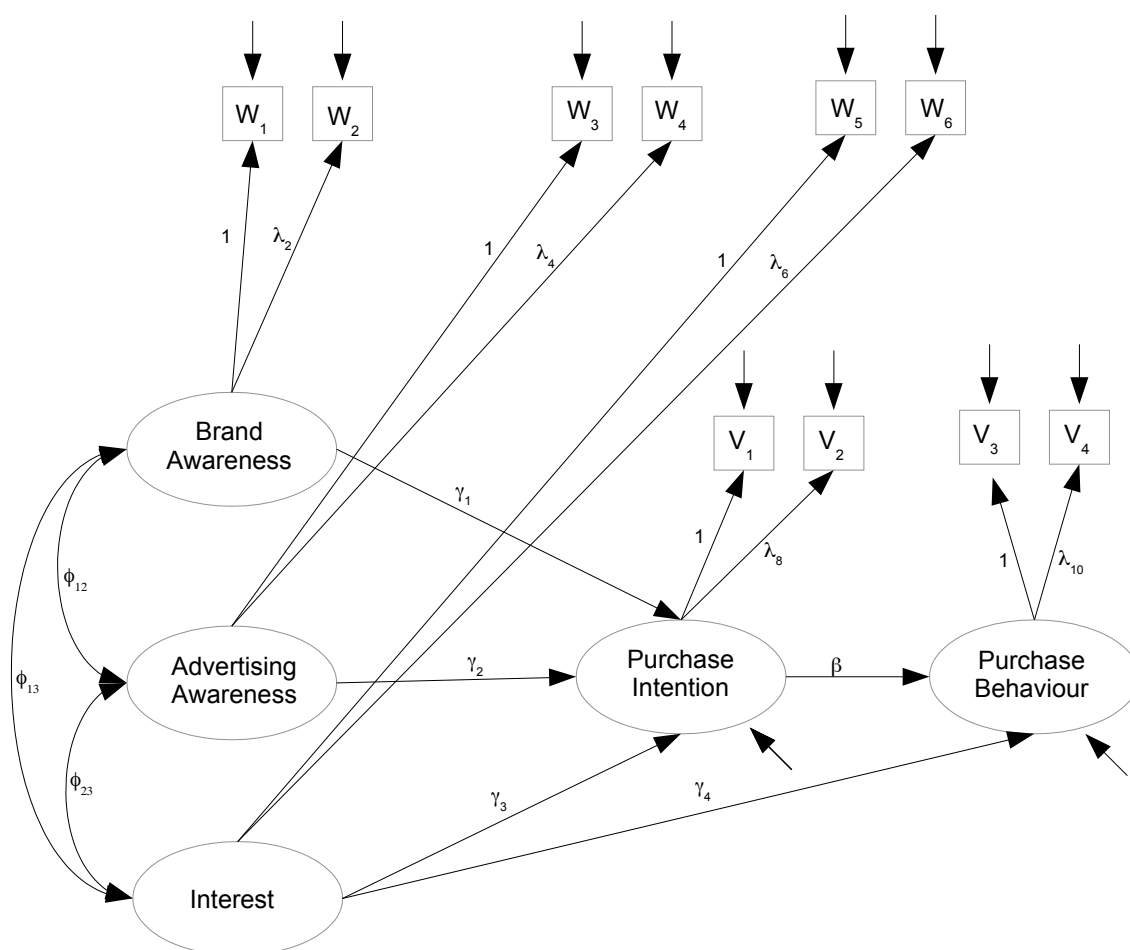 W₁ W₂ W₃ W₄ W₅ W₆
1 λ₂ 1 λ₄ 1 λ₆
V₁ V₂ V₃ V₄
1 λ₈ 1 λ₁₀
Brand
Awareness
γ₁
ϕ₁₂
ϕ₁₃
Advertising
Awareness
γ₂
Purchase
Intention
β
Purchase
Behaviour
ϕ₂₃
γ₃
γ₄
Interest